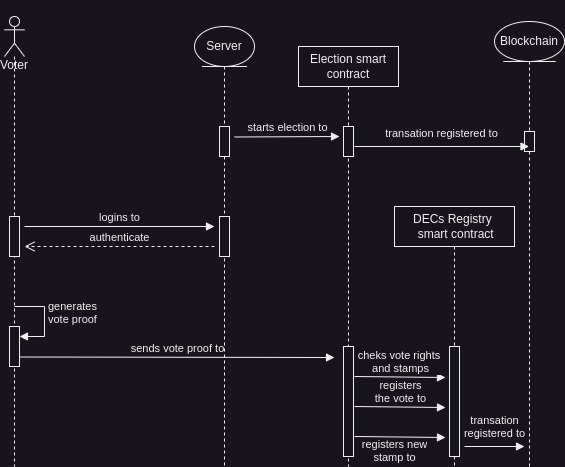 Voter
Server
Election smart
contract
Blockchain
starts election to
transation registered to
logins to
authenticate
DECs Registry
smart contract
generates
vote proof
sends vote proof to
cheks vote rights
and stamps
registers
the vote to
registers new
stamp to
transation
registered to